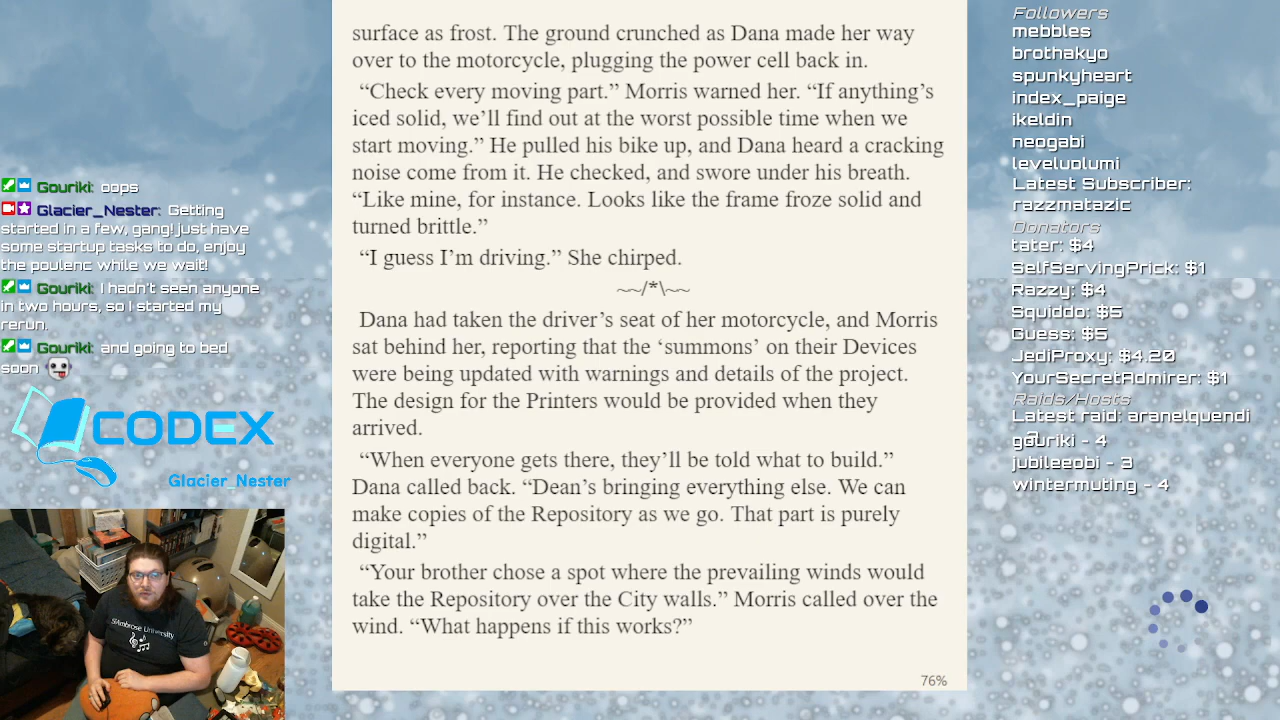 surface as frost. The ground crunched as Dana made her way
over to the motorcycle, plugging the power cell back in.
“Check every moving part.” Morris warned her. “If anything’s
iced solid, we’ll find out at the worst possible time when we
start moving.” He pulled his bike up, and Dana heard a cracking
noise come from it. He checked, and swore under his breath.
“Like mine, for instance. Looks like the frame froze solid and
turned brittle.”
“I guess I’m driving.” She chirped.
~~/*\~~
Dana had taken the driver’s seat of her motorcycle, and Morris
sat behind her, reporting that the ‘summons’ on their Devices
were being updated with warnings and details of the project.
The design for the Printers would be provided when they
arrived.
“When everyone gets there, they’ll be told what to build.”
Dana called back. “Dean’s bringing everything else. We can
make copies of the Repository as we go. That part is purely
digital.”
“Your brother chose a spot where the prevailing winds would
take the Repository over the City walls.” Morris called over the
wind. “What happens if this works?”
76%
Gouriki: oops
Glacier_Nester: Getting
started in a few, gang! just have
some startup tasks to do, enjoy
the poulenc while we wait!
Gouriki: I hadn't seen anyone
in two hours, so I started my
rerun.
Gouriki: and going to bed
soon
CODEX
Glacier_Nester
St Ambrose University
Followers
mebbles
brothakyo
spunkyheart
index_paige
ikeldin
neogabi
leveluplumi
Latest Subscriber:
razzmatazic
Donators
tater: $4
SelfServingPrick: $1
Razzy: $4
Squiddo: $5
Guess: $5
JediProxy: $4.20
YourSecretAdmirer: $1
Raids/Hosts
Latest raid: aranelquendi
gouriki - 4
jubileeobi - 3
wintermuting - 4